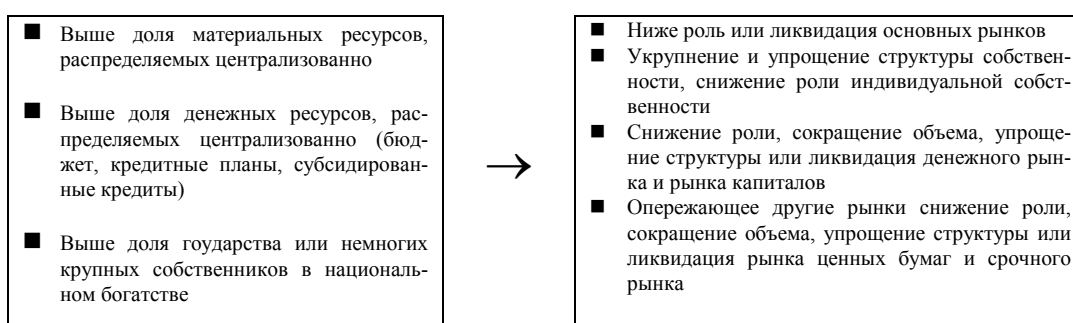 ■ Выше доля материальных ресурсов,
распределяемых централизованно
■ Выше доля денежных ресурсов, рас-
пределяемых централизованно (бюд-
жет, кредитные планы, субсидирован-
ные кредиты)
■ Выше доля гоударства или немногих
крупных собственников в националь-
ном богатстве
→
■ Ниже роль или ликвидация основных рынков
■ Укрупнение и упрощение структуры собствен-
ности, снижение роли индивидуальной собст-
венности
■ Снижение роли, сокращение объема, упроще-
ние структуры или ликвидация денежного рын-
ка и рынка капиталов
■ Опережающее другие рынки снижение роли,
сокращение объема, упрощение структуры или
ликвидация рынка ценных бумаг и срочного
рынка